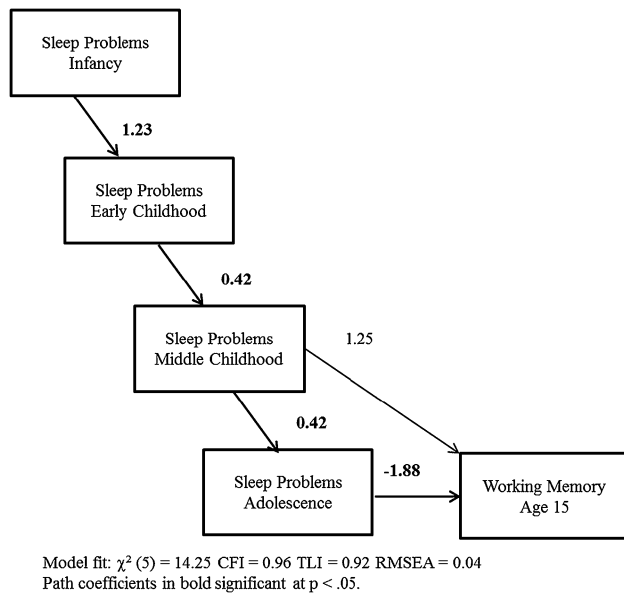 Sleep Problems
Infancy
1.23
Sleep Problems
Early Childhood
0.42
Sleep Problems
Middle Childhood
1.25
0.42
Sleep Problems
Adolescence
-1.88
Working Memory
Age 15
Model fit: χ² (5) = 14.25 CFI = 0.96 TLI = 0.92 RMSEA = 0.04
Path coefficients in bold significant at p < .05.